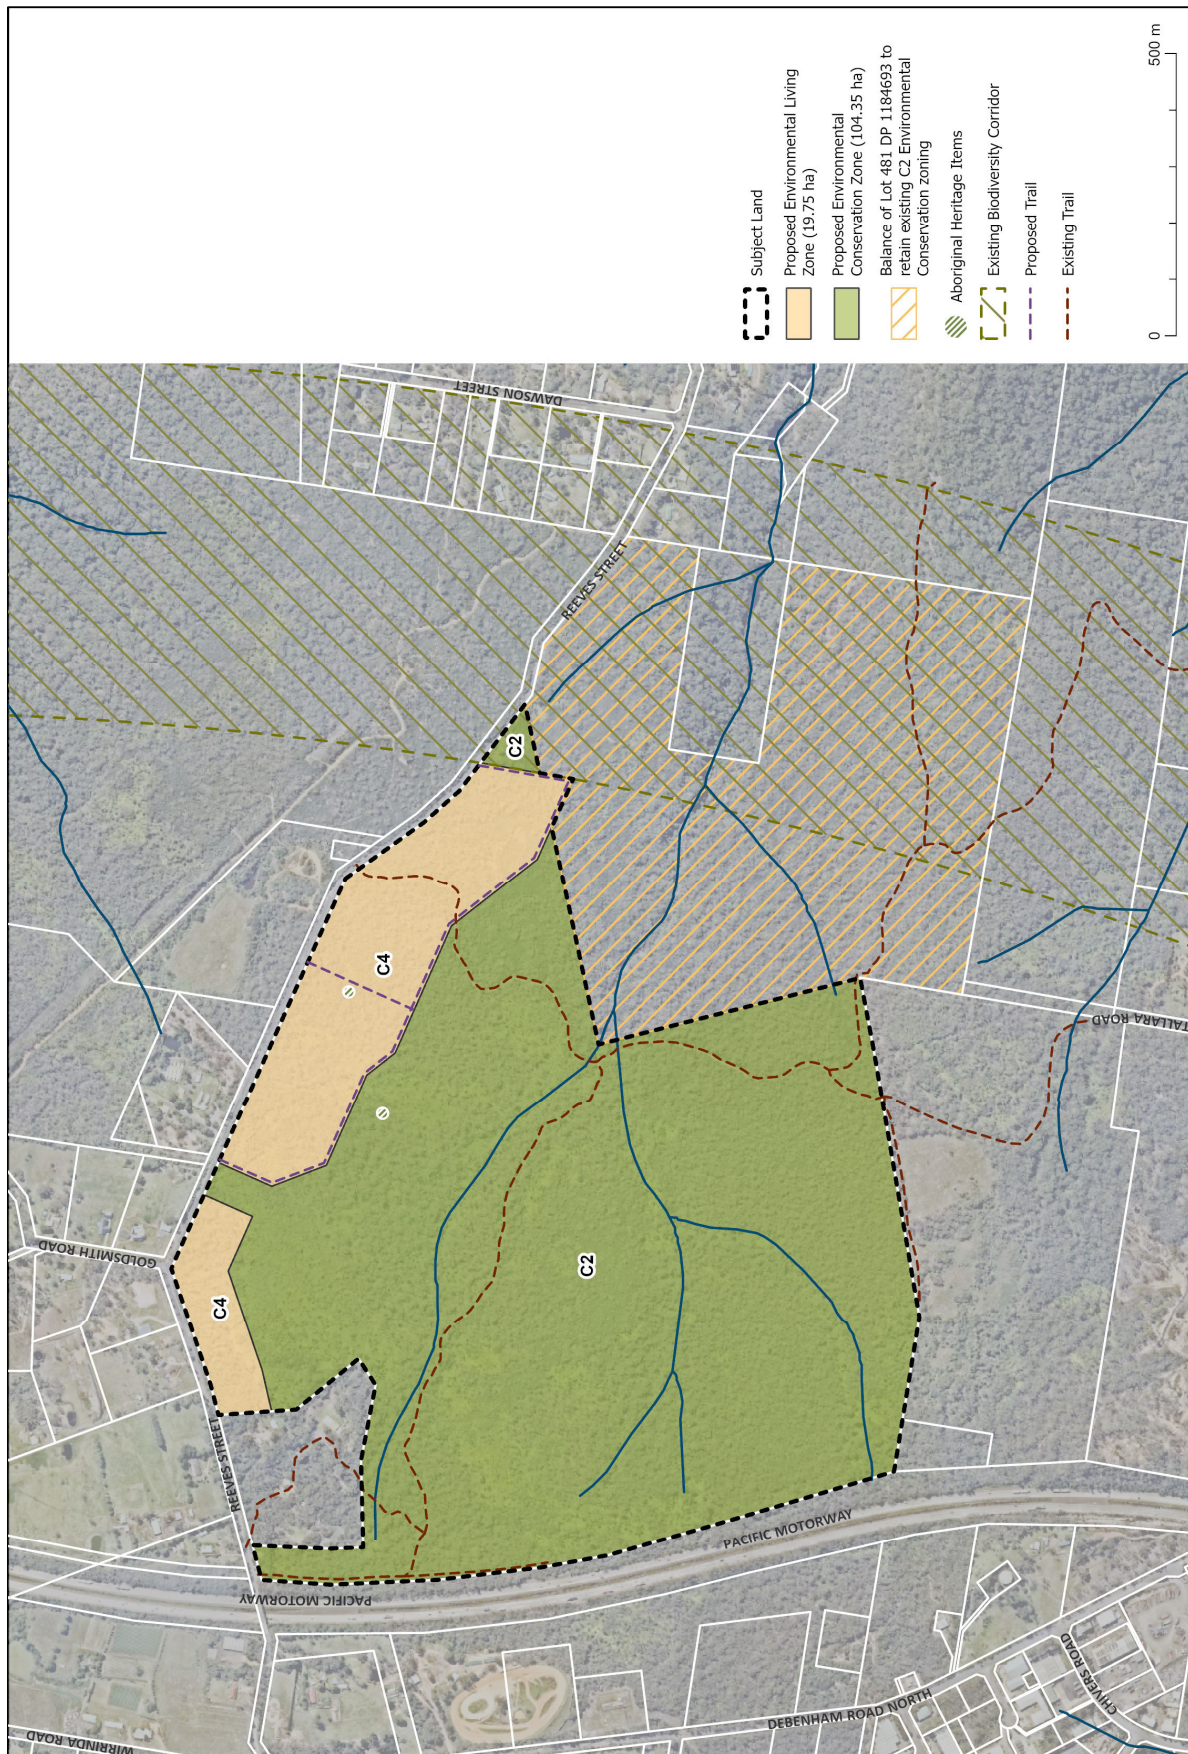 WIRRINDA ROAD
GOLDSMITH ROAD
REEVES STREET
PACIFIC MOTORWAY
C4
C4
C2
C2
REEVES STREET
DAWSON STREET
TALLARA ROAD
PACIFIC MOTORWAY
DEBENHAM ROAD NORTH
CHIVERS ROAD
Subject Land
Proposed Environmental Living
Zone (19.75 ha)
Proposed Environmental
Conservation Zone (104.35 ha)
Balance of Lot 481 DP 1184693 to
retain existing C2 Environmental
Conservation zoning
Aboriginal Heritage Items
Existing Biodiversity Corridor
Proposed Trail
Existing Trail
0
500 m